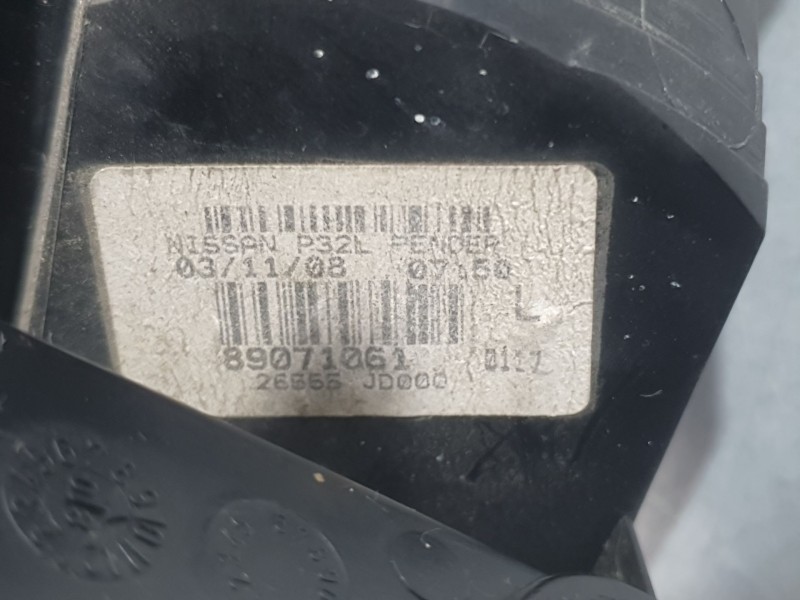 NISSAN P32L FENDER
03/11/08 07:50
L
89071061
26555 JD000